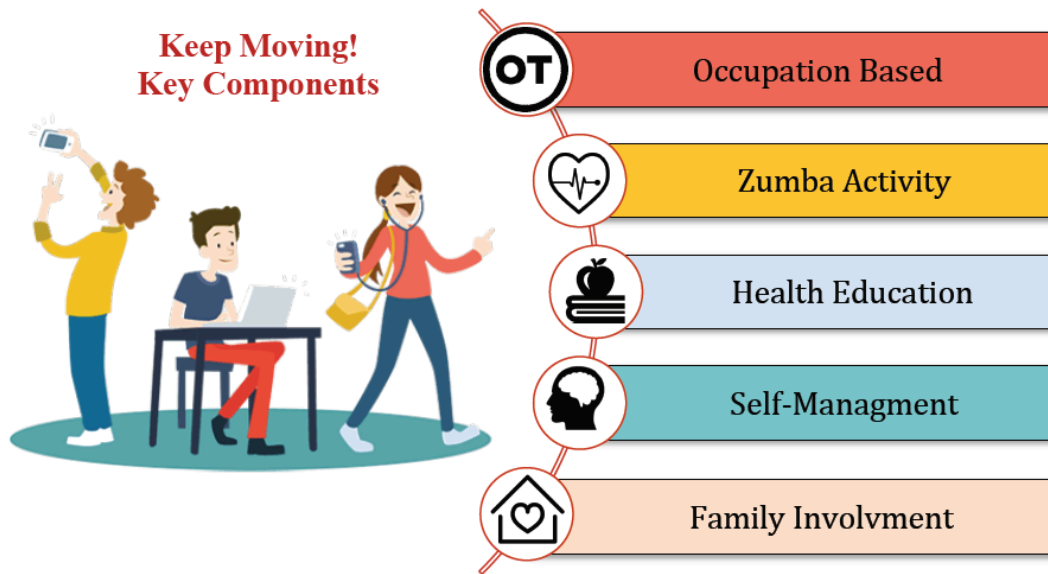 Keep Moving!
Key Components
OT
Occupation Based
Zumba Activity
Health Education
Self-Managment
Family Involvment